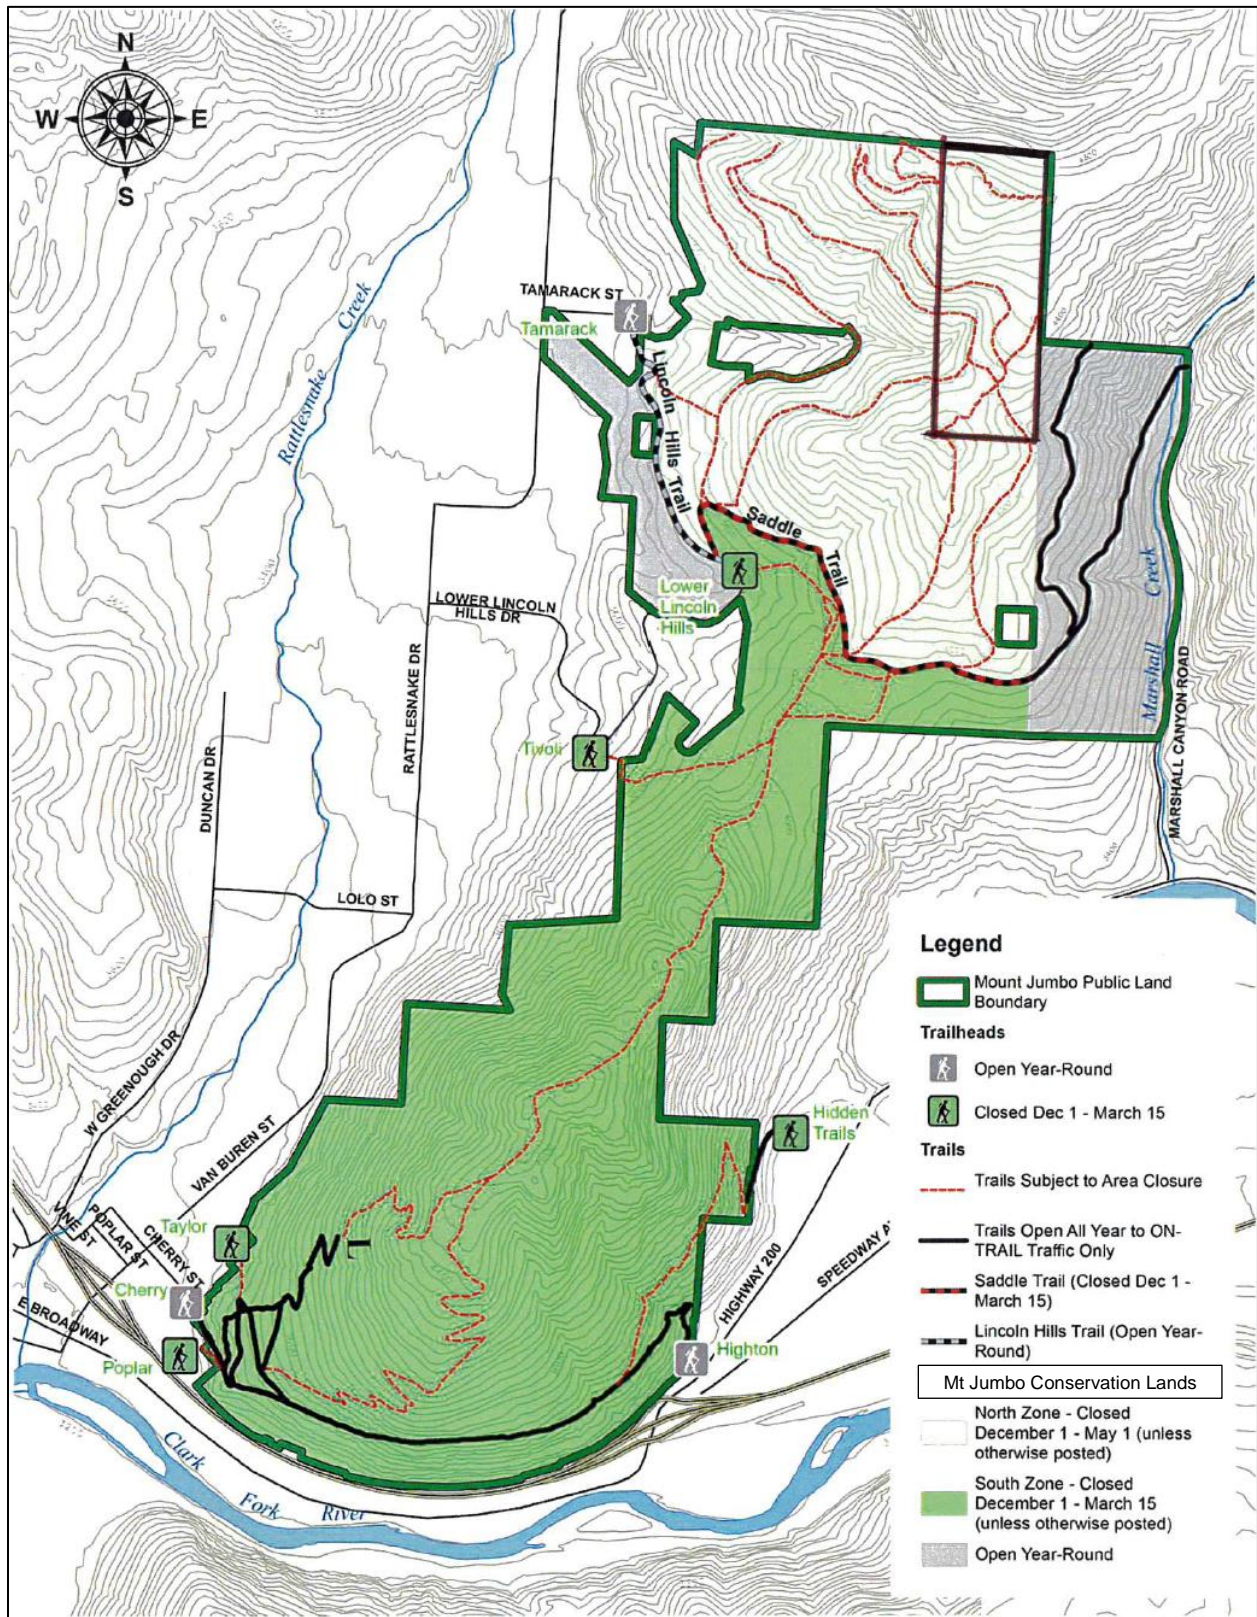 N
W
E
S
TAMARACK ST
Tamarack
Rattlesnake
Creek
Lincoln
Hills
Trail
Saddle
Trail
Lower
Lincoln
Hills
LOWER LINCOLN
HILLS DR
RATTLESNAKE DR
DUNCAN DR
Tivoli
Marshall
Creek
MARSHALL CANYON ROAD
LOLO ST
W GREENOUGH DR
VAN BUREN ST
VINE ST
POPLAR ST
CHERRY ST
E BROADWAY
Taylor
Cherry
Poplar
L
Hidden
Trails
Highton
HIGHWAY 200
SPEEDWAY A
Clark
Fork
River
Legend
Mount Jumbo Public Land
Boundary
Trailheads
Open Year-Round
Closed Dec 1 - March 15
Trails
Trails Subject to Area Closure
Trails Open All Year to ON-
TRAIL Traffic Only
Saddle Trail (Closed Dec 1 -
March 15)
Lincoln Hills Trail (Open Year-
Round)
Mt Jumbo Conservation Lands
North Zone - Closed
December 1 - May 1 (unless
otherwise posted)
South Zone - Closed
December 1 - March 15
(unless otherwise posted)
Open Year-Round